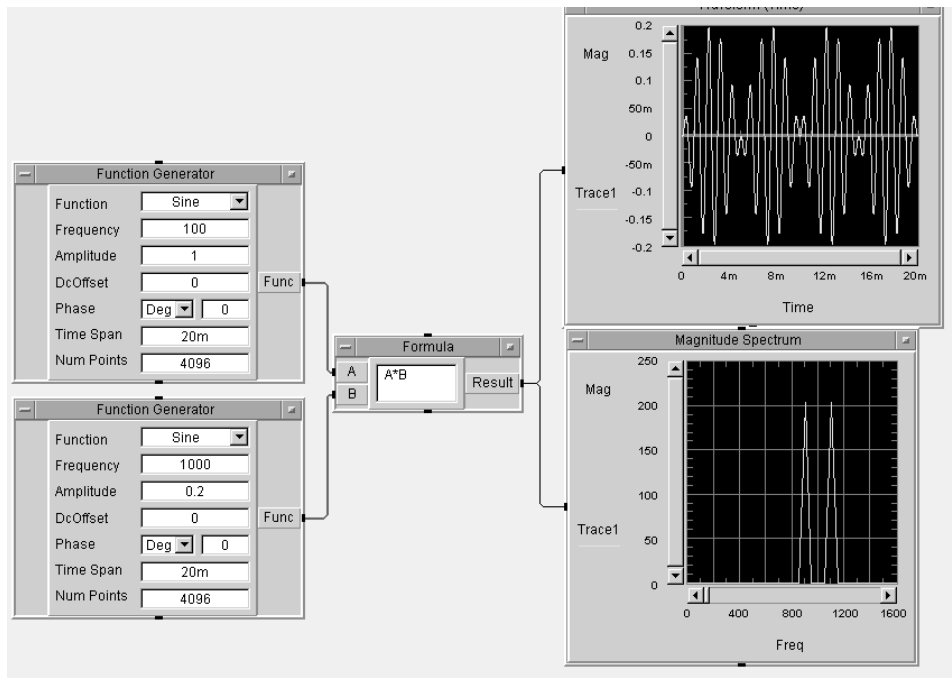 Transform (Time)
Mag
0.2
0.15
0.1
50m
0
-50m
-0.1
-0.15
-0.2
Trace1
0 4m 8m 12m 16m 20m
Time
Function Generator
Function Sine
Frequency 100
Amplitude 1
DcOffset 0
Phase Deg 0
Time Span 20m
Num Points 4096
Func
Formula
A
B
A*B
Result
Function Generator
Function Sine
Frequency 1000
Amplitude 0.2
DcOffset 0
Phase Deg 0
Time Span 20m
Num Points 4096
Func
Magnitude Spectrum
Mag
250
200
150
100
50
0
Trace1
0 400 800 1200 1600
Freq